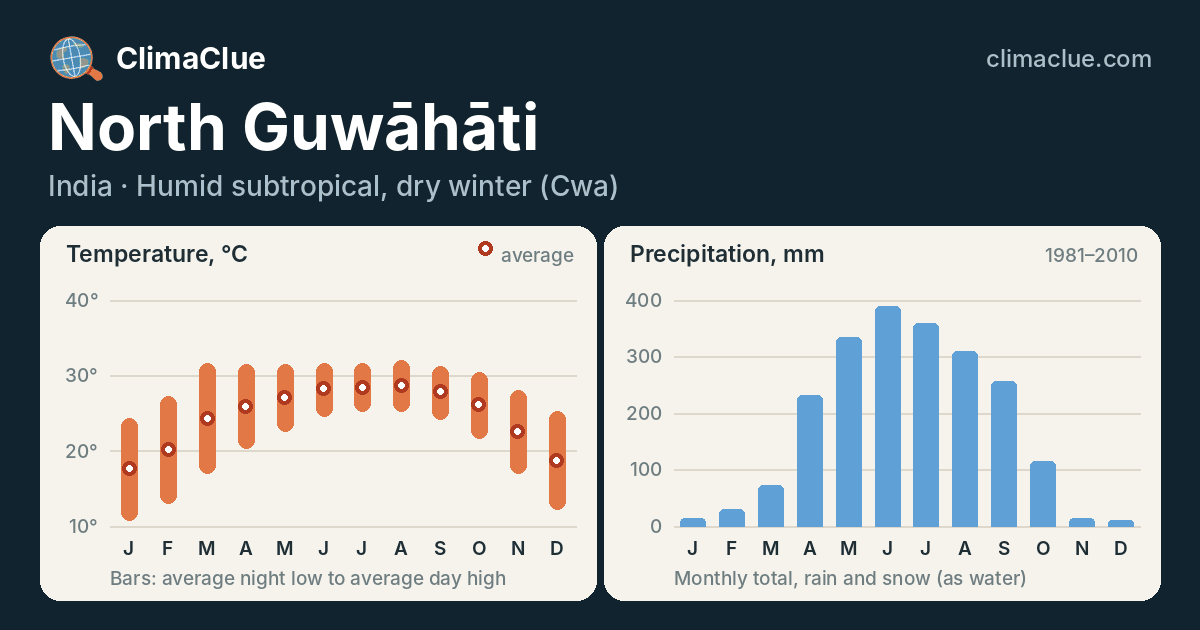 ClimaClue
climaclue.com
North Guwāhāti
India · Humid subtropical, dry winter (Cwa)
Temperature, °C
average
40°
30°
20°
10°
J F M A M J J A S O N D
Bars: average night low to average day high
Precipitation, mm
1981–2010
400
300
200
100
0
J F M A M J J A S O N D
Monthly total, rain and snow (as water)